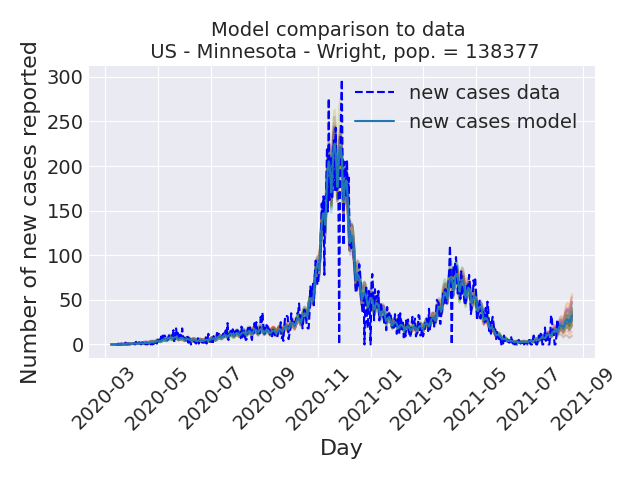 Model comparison to data
US - Minnesota - Wright, pop. = 138377
Number of new cases reported
300
250
200
150
100
50
0
new cases data
new cases model
2020-03
2020-05
2020-07
2020-09
2020-11
2021-01
2021-03
2021-05
2021-07
2021-09
Day